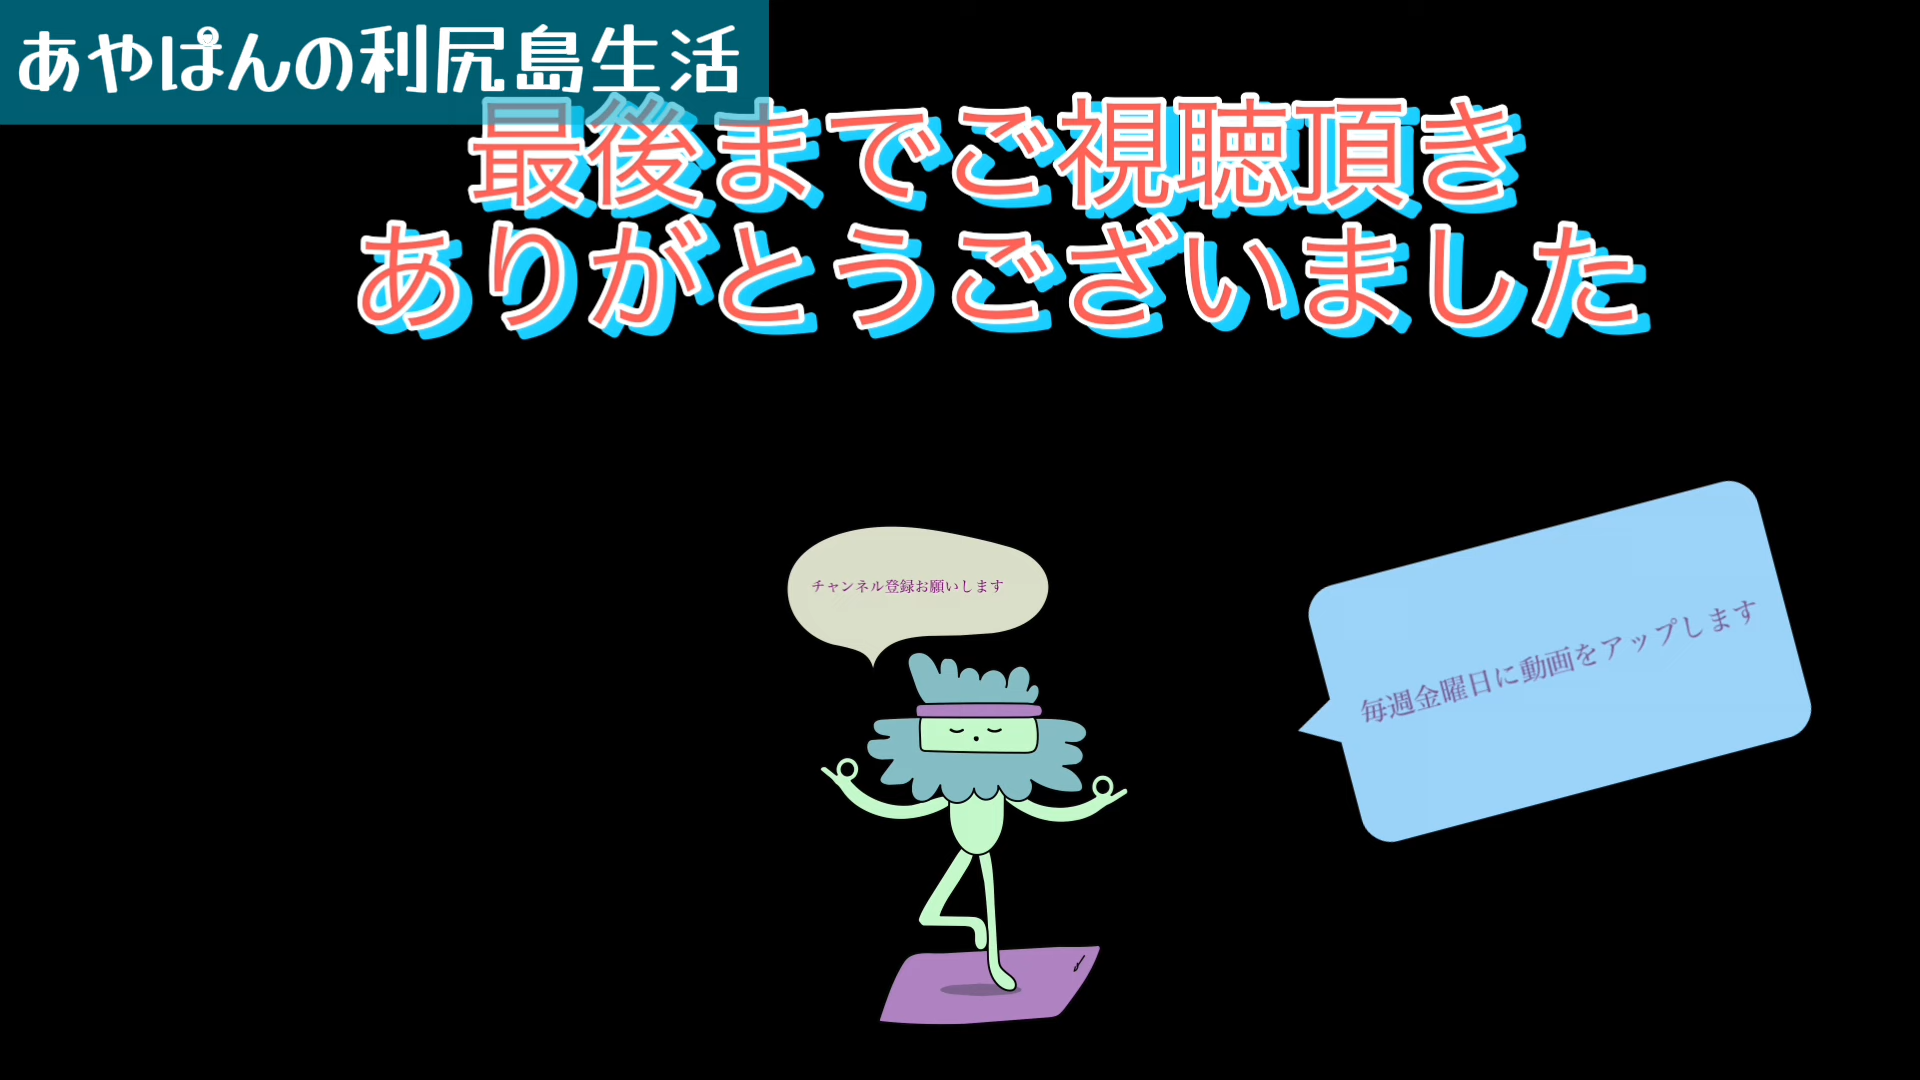 あやぱんの利尻島生活
最後までご視聴頂き
ありがとうございました
チャンネル登録お願いします
毎週金曜日に動画をアップします